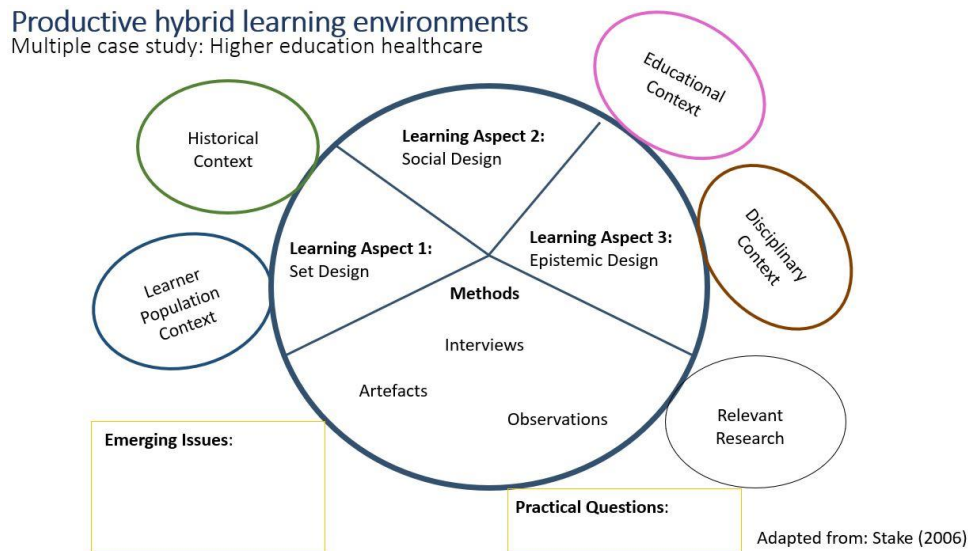 Productive hybrid learning environments
Multiple case study: Higher education healthcare
Educational
Context
Historical
Context
Learning Aspect 2:
Social Design
Learning Aspect 1:
Set Design
Learning Aspect 3:
Epistemic Design
Disciplinary
Context
Learner
Population
Context
Methods
Interviews
Artefacts
Observations
Relevant
Research
Emerging Issues:
Practical Questions:
Adapted from: Stake (2006)